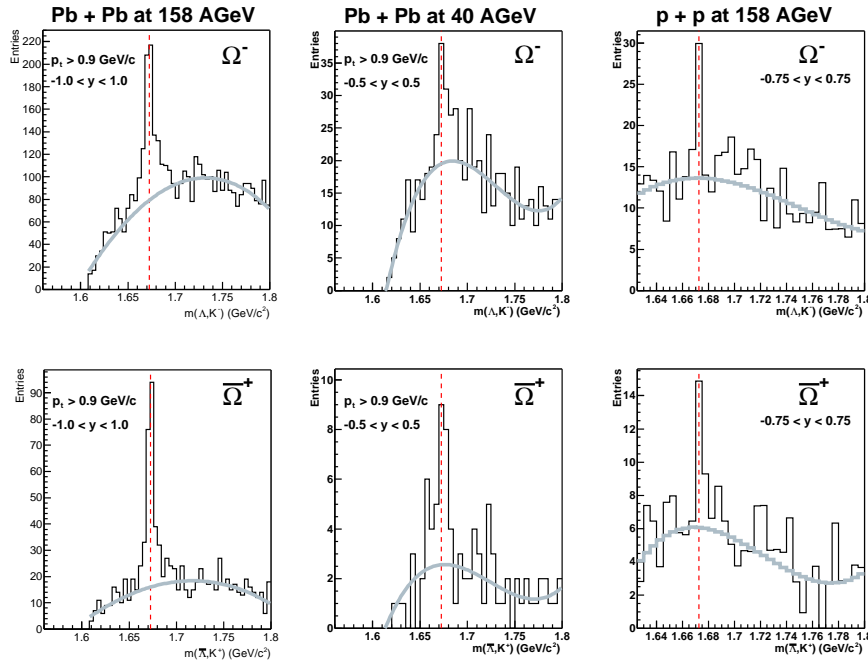 Pb + Pb at 158 AGeV
Pb + Pb at 40 AGeV
p + p at 158 AGeV
Entries
220
200
180
160
140
120
100
80
60
40
20
0
pt > 0.9 GeV/c
-1.0 < y < 1.0
Ω⁻
1.6 1.65 1.7 1.75 1.8
m(Λ,K⁻) (GeV/c²)
Entries
35
30
25
20
15
10
5
0
pt > 0.9 GeV/c
-0.5 < y < 0.5
Ω⁻
1.6 1.65 1.7 1.75 1.8
m(Λ,K⁻) (GeV/c²)
Entries
30
25
20
15
10
5
0
Ω⁻
-0.75 < y < 0.75
1.64 1.66 1.68 1.7 1.72 1.74 1.76 1.78 1.8
m(Λ,K⁻) (GeV/c²)
Entries
90
80
70
60
50
40
30
20
10
0
pt > 0.9 GeV/c
-1.0 < y < 1.0
Ω̅⁺
1.6 1.65 1.7 1.75 1.8
m(Λ̅,K⁺) (GeV/c²)
Entries
10
8
6
4
2
0
pt > 0.9 GeV/c
-0.5 < y < 0.5
Ω̅⁺
1.6 1.65 1.7 1.75 1.8
m(Λ̅,K⁺) (GeV/c²)
Entries
14
12
10
8
6
4
2
0
Ω̅⁺
-0.75 < y < 0.75
1.64 1.66 1.68 1.7 1.72 1.74 1.76 1.78 1.8
m(Λ̅,K⁺) (GeV/c²)